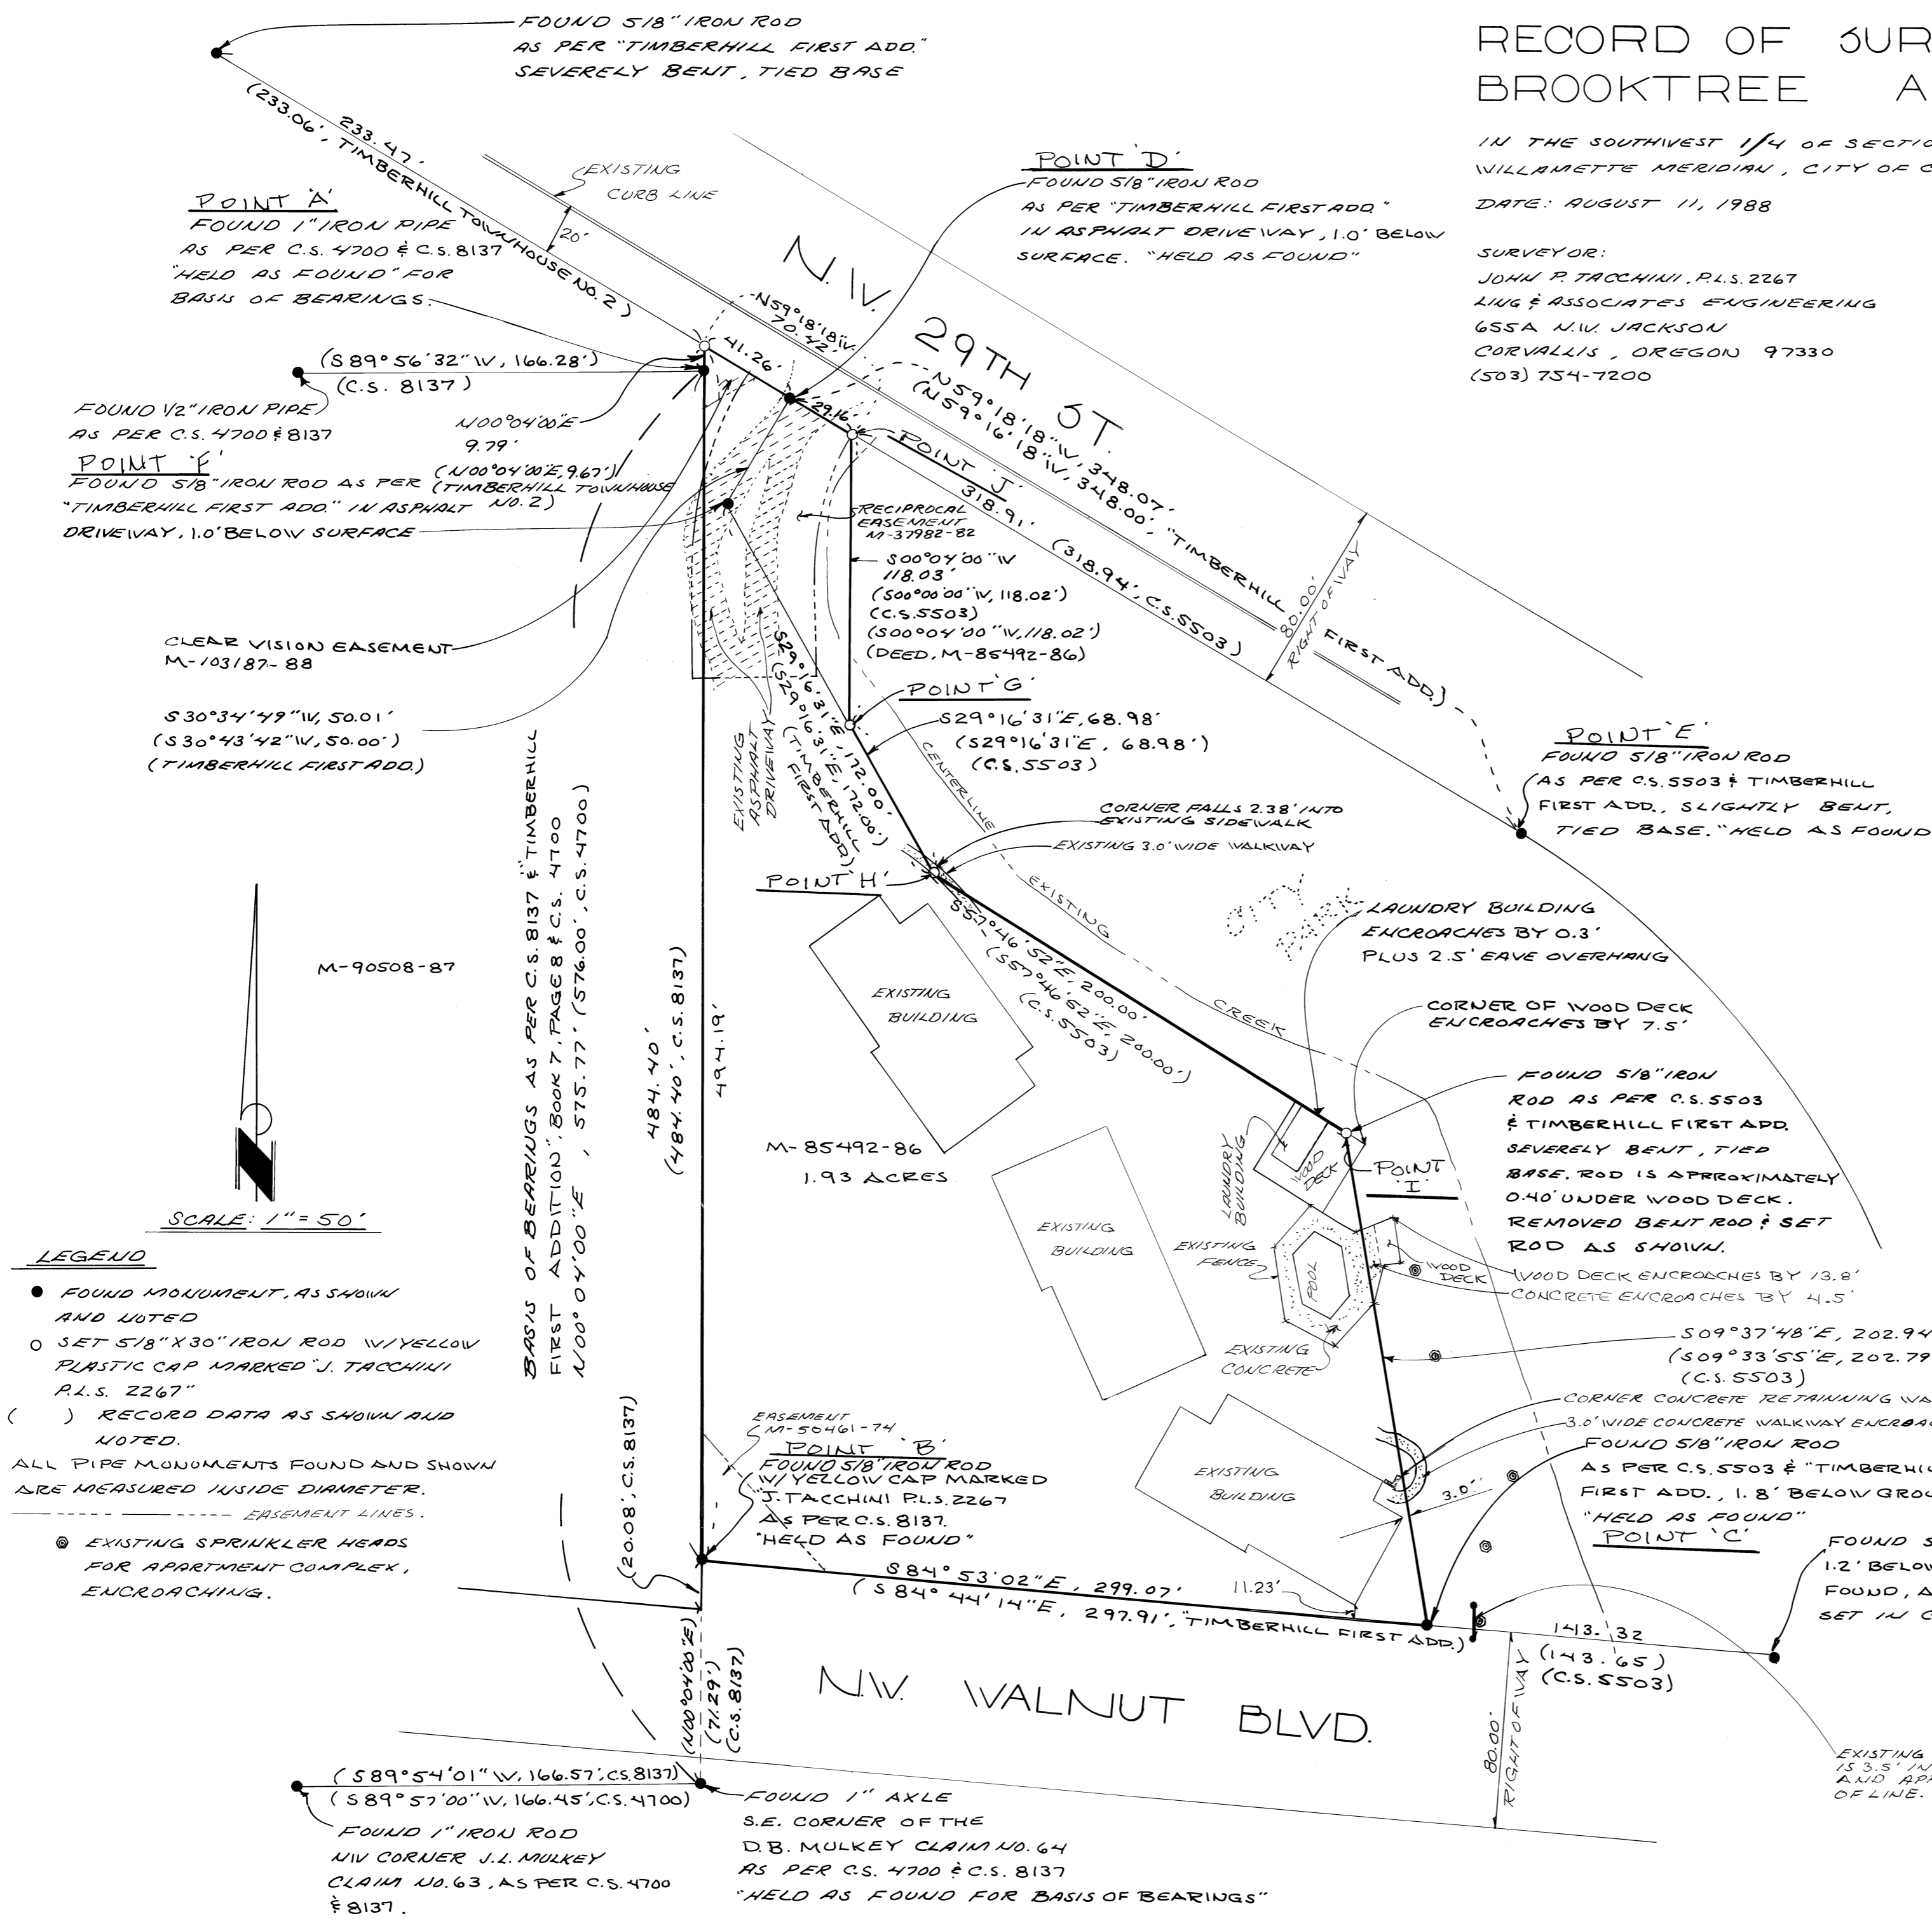 FOUND 5/8" IRON ROD
AS PER "TIMBERHILL FIRST ADD."
SEVERELY BENT, TIED BASE
RECORD OF SUR
BROOKTREE A
IN THE SOUTHWEST 1/4 OF SECTIO
WILLAMETTE MERIDIAN, CITY OF C
DATE: AUGUST 11, 1988
SURVEYOR:
JOHN P. TACCHINI, P.L.S. 2267
LING & ASSOCIATES ENGINEERING
655A N.W. JACKSON
CORVALLIS, OREGON 97330
(503) 754-7200
233.47'
(233.06', TIMBERHILL TOWNHOUSE NO. 2)
EXISTING
CURB LINE
20'
POINT 'A'
FOUND 1" IRON PIPE
AS PER C.S. 4700 & C.S. 8137
"HELD AS FOUND" FOR
BASIS OF BEARINGS.
POINT 'D'
FOUND 5/8" IRON ROD
AS PER "TIMBERHILL FIRST ADD."
IN ASPHALT DRIVEWAY, 1.0' BELOW
SURFACE. "HELD AS FOUND"
N.W. 29TH ST.
N59°18'18"W
70.42'
41.26'
29.16'
N59°18'18"W, 348.07'
(N59°16'18"W, 348.00', "TIMBERHILL FIRST ADD.)
POINT 'J'
318.91'
(318.94', C.S. 5503)
80.00'
RIGHT OF WAY
(S89°56'32"W, 166.28')
(C.S. 8137)
FOUND 1/2" IRON PIPE
AS PER C.S. 4700 & 8137
N00°04'00"E
9.79'
(N00°04'00"E, 9.67')
(TIMBERHILL TOWNHOUSE
NO. 2)
POINT 'F'
FOUND 5/8" IRON ROD AS PER
"TIMBERHILL FIRST ADD." IN ASPHALT
DRIVEWAY, 1.0' BELOW SURFACE
RECIPROCAL
EASEMENT
M-37982-82
S00°04'00"W
118.03'
(S00°00'00"W, 118.02')
(C.S. 5503)
(S00°04'00"W, 118.02')
(DEED, M-85492-86)
CLEAR VISION EASEMENT
M-103187-88
S30°34'49"W, 50.01'
(S30°43'42"W, 50.00')
(TIMBERHILL FIRST ADD.)
POINT 'G'
S29°16'31"E, 68.98'
(S29°16'31"E, 68.98')
(C.S. 5503)
S29°16'31"E, 172.00'
(S29°16'31"E, 172.00')
(TIMBERHILL
FIRST ADD.)
EXISTING
ASPHALT
DRIVEWAY
CENTERLINE
EXISTING
CREEK
CORNER FALLS 2.38' INTO
EXISTING SIDEWALK
EXISTING 3.0' WIDE WALKWAY
POINT 'H'
POINT 'E'
FOUND 5/8" IRON ROD
AS PER C.S. 5503 & TIMBERHILL
FIRST ADD., SLIGHTLY BENT,
TIED BASE. "HELD AS FOUND
CITY
PARK
LAUNDRY BUILDING
ENCROACHES BY 0.3'
PLUS 2.5' EAVE OVERHANG
CORNER OF WOOD DECK
ENCROACHES BY 7.5'
S57°46'52"E, 200.00'
(S57°46'52"E, 200.00')
(C.S. 5503)
EXISTING
BUILDING
M-90508-87
BASIS OF BEARINGS AS PER C.S. 8137 & "TIMBERHILL
FIRST ADDITION", BOOK 7, PAGE 8 & C.S. 4700
N00°04'00"E, 575.77' (576.00', C.S. 4700)
484.40'
(484.40', C.S. 8137)
494.19'
M-85492-86
1.93 ACRES
FOUND 5/8" IRON
ROD AS PER C.S. 5503
& TIMBERHILL FIRST ADD.
SEVERELY BENT, TIED
BASE. ROD IS APPROXIMATELY
0.40' UNDER WOOD DECK.
REMOVED BENT ROD & SET
ROD AS SHOWN.
LAUNDRY
BUILDING
WOOD
DECK
POINT
'I'
EXISTING
BUILDING
EXISTING
FENCE
POOL
WOOD
DECK
WOOD DECK ENCROACHES BY 13.8'
CONCRETE ENCROACHES BY 4.5'
EXISTING
CONCRETE
S09°37'48"E, 202.94
(S09°33'55"E, 202.79
(C.S. 5503)
CORNER CONCRETE RETAINNING WA
3.0' WIDE CONCRETE WALKWAY ENCROA
SCALE: 1" = 50'
N
LEGEND
FOUND MONUMENT, AS SHOWN
AND NOTED
SET 5/8" X 30" IRON ROD W/YELLOW
PLASTIC CAP MARKED "J. TACCHINI
P.L.S. 2267"
( ) RECORD DATA AS SHOWN AND
NOTED.
ALL PIPE MONUMENTS FOUND AND SHOWN
ARE MEASURED INSIDE DIAMETER.
EASEMENT LINES.
EXISTING SPRINKLER HEADS
FOR APARTMENT COMPLEX,
ENCROACHING.
(20.08', C.S. 8137)
EASEMENT
M-50461-74
POINT 'B'
FOUND 5/8" IRON ROD
W/YELLOW CAP MARKED
"J. TACCHINI P.L.S. 2267
AS PER C.S. 8137.
"HELD AS FOUND"
EXISTING
BUILDING
3.0'
FOUND 5/8" IRON ROD
AS PER C.S. 5503 & "TIMBERHIL
FIRST ADD., 1.8' BELOW GROU
"HELD AS FOUND"
POINT 'C'
FOUND 5
1.2' BELOW
FOUND, A
SET IN C
S84°53'02"E, 299.07'
(S84°44'14"E, 297.91', "TIMBERHILL FIRST ADD.)
11.23'
143.32
(143.65)
(C.S. 5503)
(N00°04'00"E)
(71.29')
(C.S. 8137)
N.W. WALNUT BLVD.
80.00'
RIGHT OF WAY
EXISTING
IS 3.5' IN
AND AP
OF LINE.
(S89°54'01"W, 166.57', C.S. 8137)
(S89°57'00"W, 166.45', C.S. 4700)
FOUND 1" IRON ROD
NW CORNER J.L. MULKEY
CLAIM NO. 63, AS PER C.S. 4700
& 8137.
FOUND 1" AXLE
S.E. CORNER OF THE
D.B. MULKEY CLAIM NO. 64
AS PER C.S. 4700 & C.S. 8137
"HELD AS FOUND FOR BASIS OF BEARINGS"